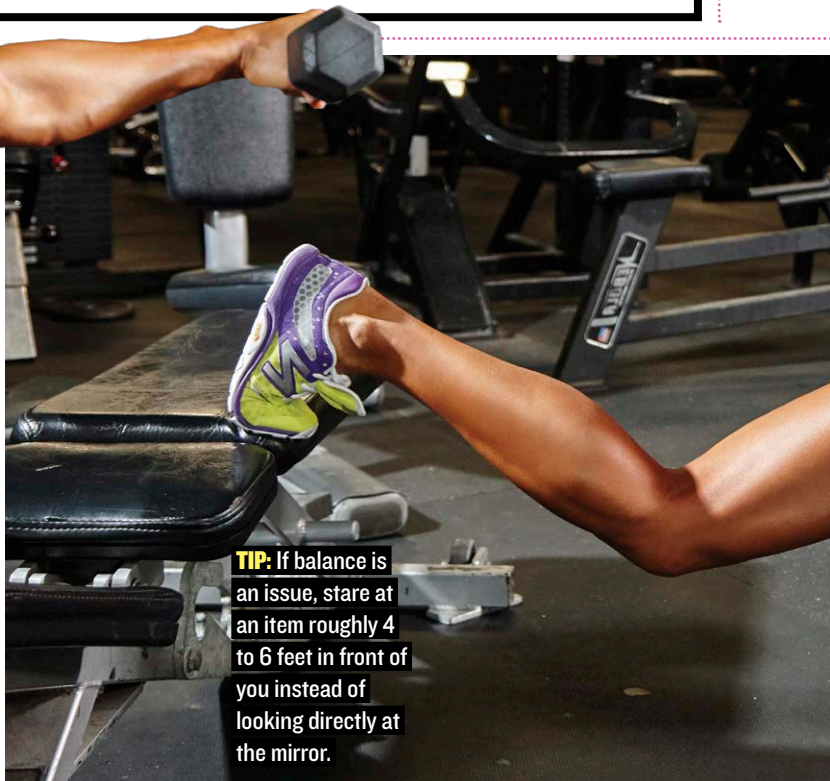 TIP: If balance is
an issue, stare at
an item roughly 4
to 6 feet in front of
you instead of
looking directly at
the mirror.